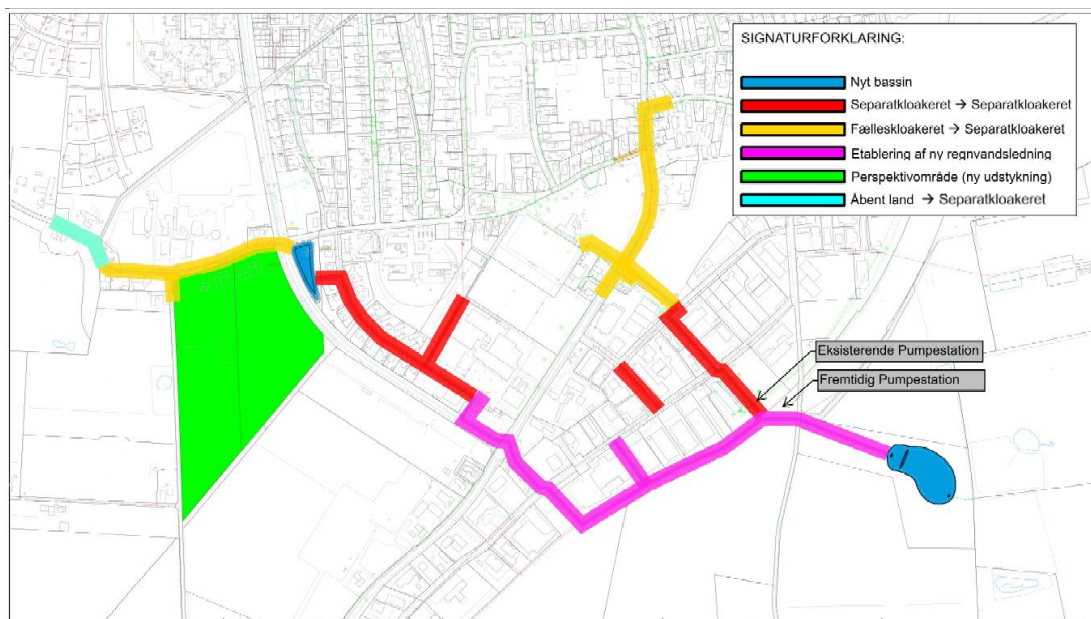 SIGNATURFORKLARING:
Nyt bassin
Separatkloakeret → Separatkloakeret
Fælleskloakeret → Separatkloakeret
Etablering af ny regnvandsledning
Perspektivområde (ny udstykning)
Åbent land → Separatkloakeret
Eksisterende Pumpestation
Fremtidig Pumpestation